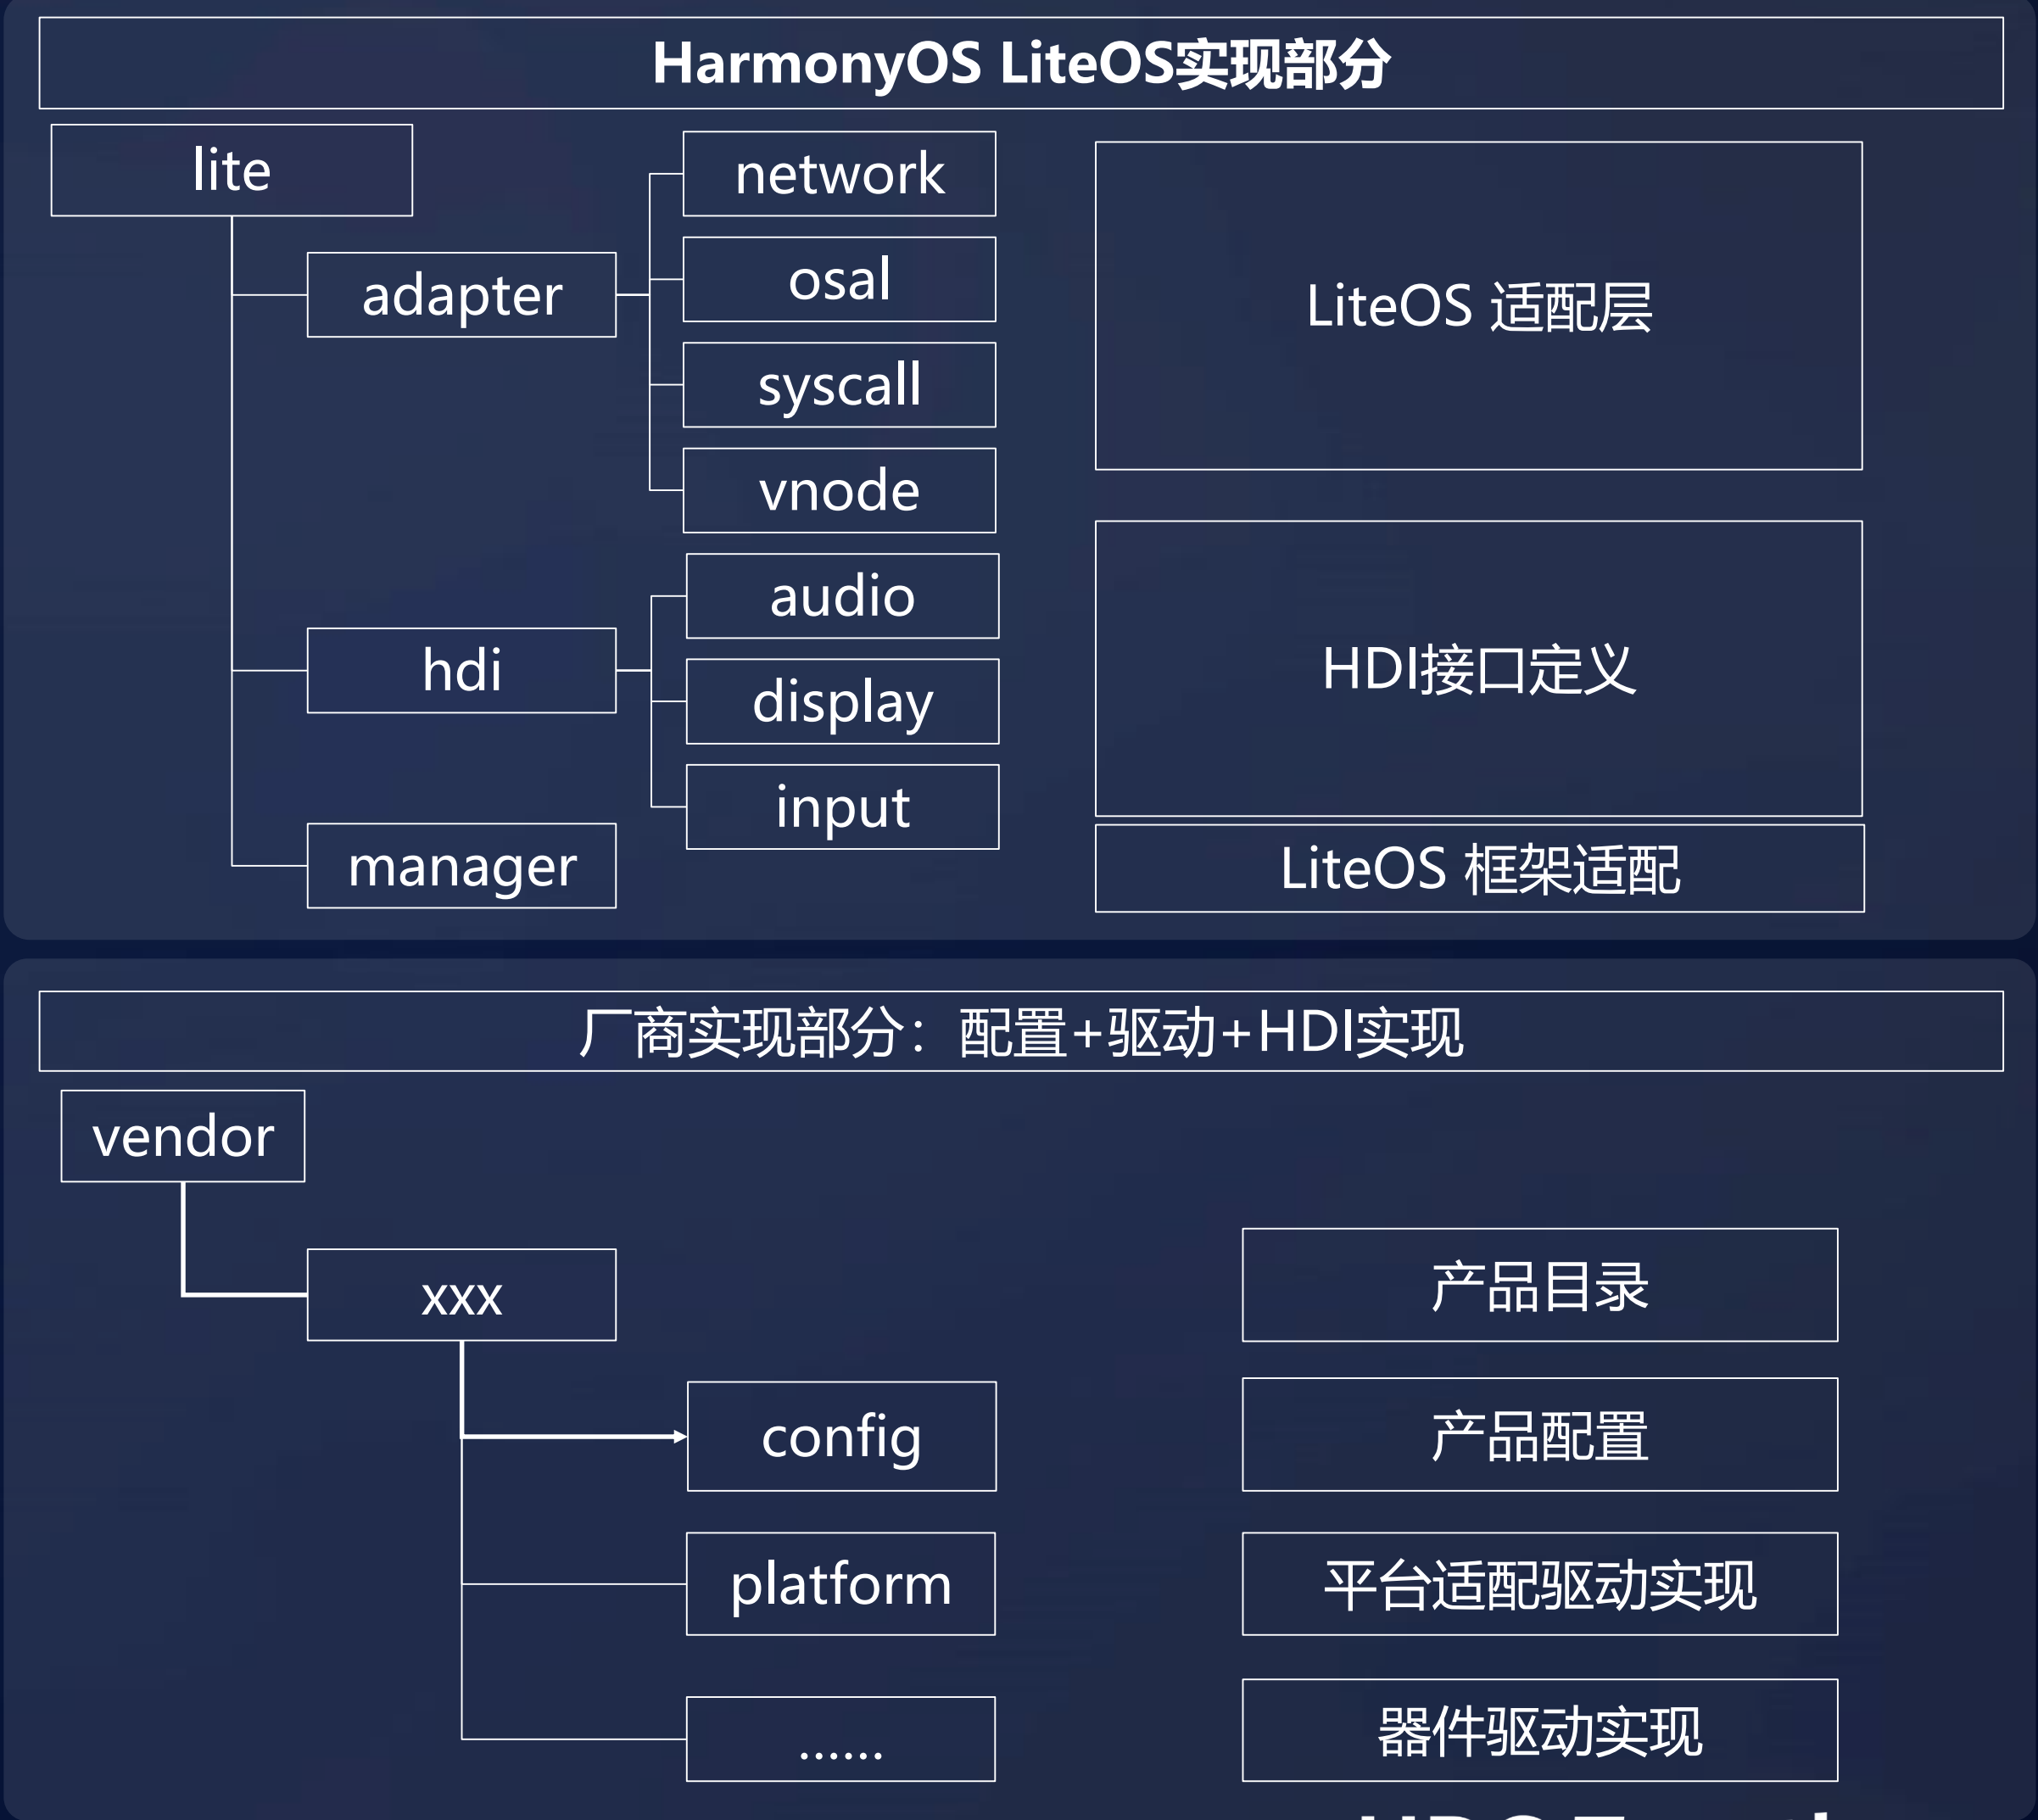 HarmonyOS LiteOS实现部分
lite
adapter
network
osal
syscall
vnode
LiteOS 适配层
hdi
audio
display
input
HDI接口定义
manager
LiteOS 框架适配
厂商实现部分：配置+驱动+HDI实现
vendor
xxx
产品目录
config
产品配置
platform
平台适配驱动实现
......
器件驱动实现